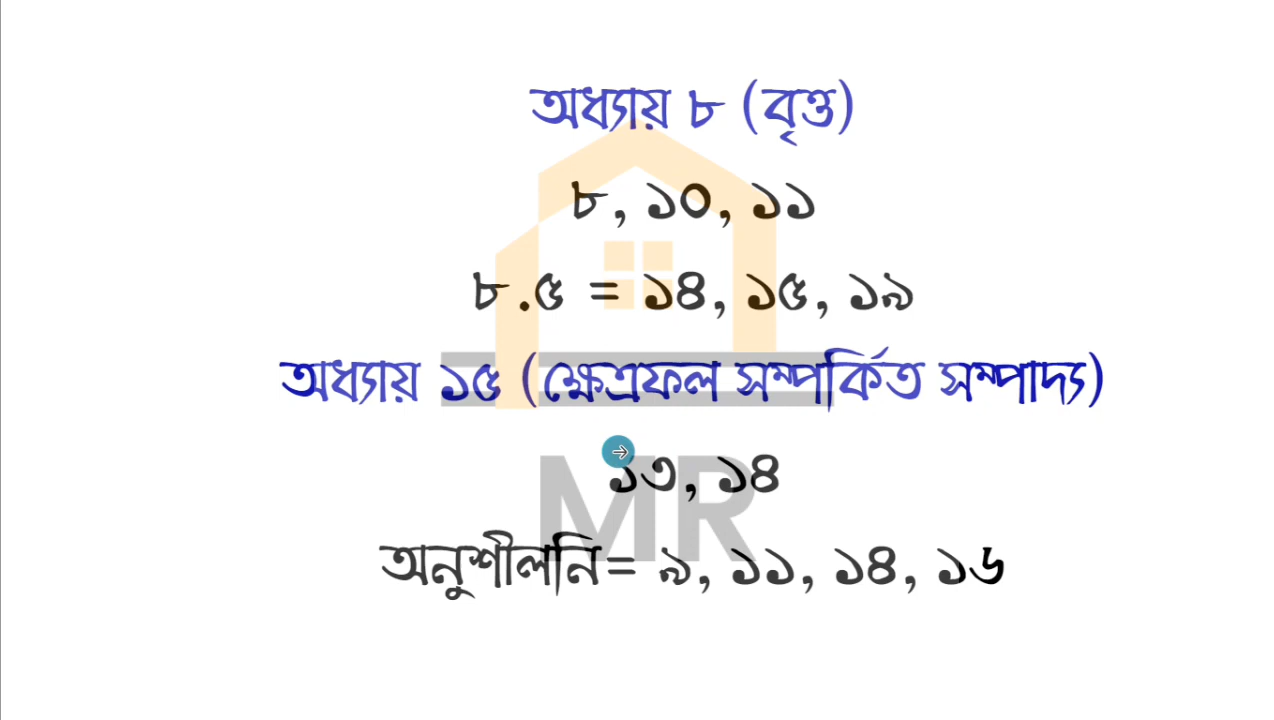 অধ্যায় ৮ (বৃত্ত)
৮, ১০, ১১
৮.৫ = ১৪, ১৫, ১৯
অধ্যায় ১৫ (ক্ষেত্রফল সম্পর্কিত সম্পাদ্য)
১৩, ১৪
MR
অনুশীলনি= ৯, ১১, ১৪, ১৬